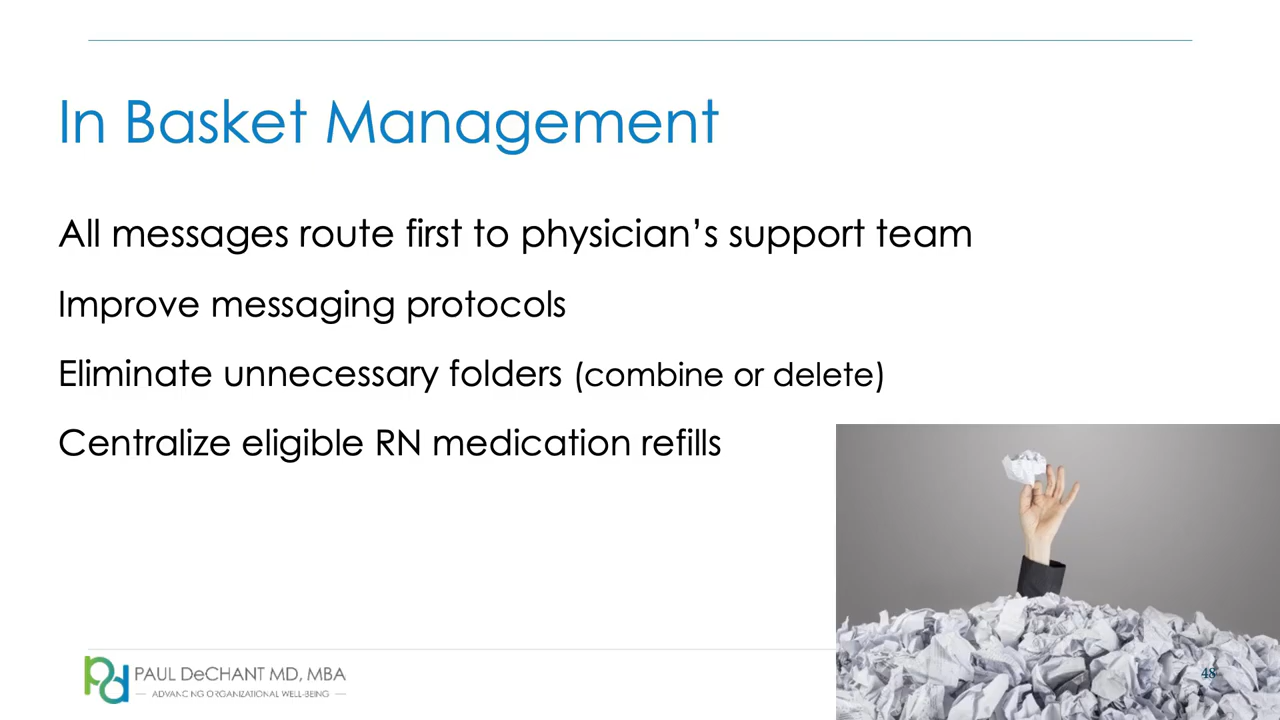 In Basket Management
All messages route first to physician’s support team
Improve messaging protocols
Eliminate unnecessary folders (combine or delete)
Centralize eligible RN medication refills
Pd PAUL DeCHANT MD, MBA
ADVANCING ORGANIZATIONAL WELL-BEING
48